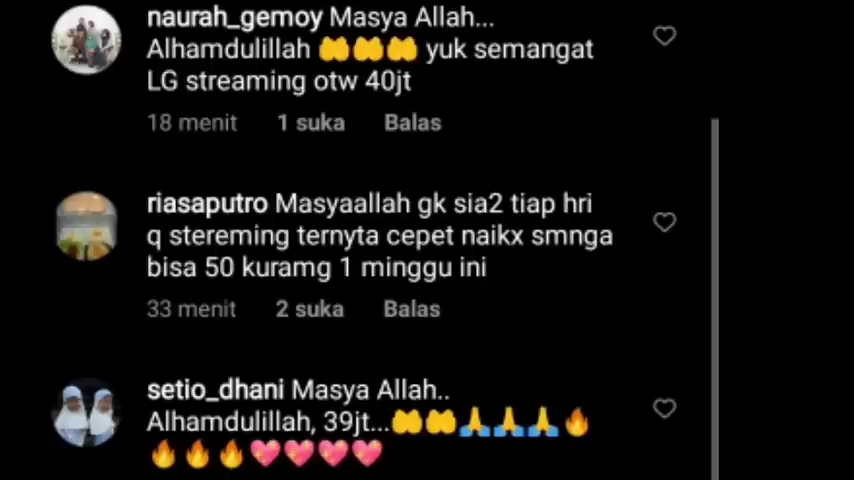 naurah_gemoy Masya Allah...
Alhamdulillah 🤲🤲🤲 yuk semangat
LG streaming otw 40jt
18 menit 1 suka Balas
riasaputro Masyaallah gk sia2 tiap hri
q stereming ternyta cepet naikx smnga
bisa 50 kuramg 1 minggu ini
33 menit 2 suka Balas
setio_dhani Masya Allah..
Alhamdulillah, 39jt...🤲🤲🙏🙏🙏🔥
🔥🔥🔥💖💖💖💖